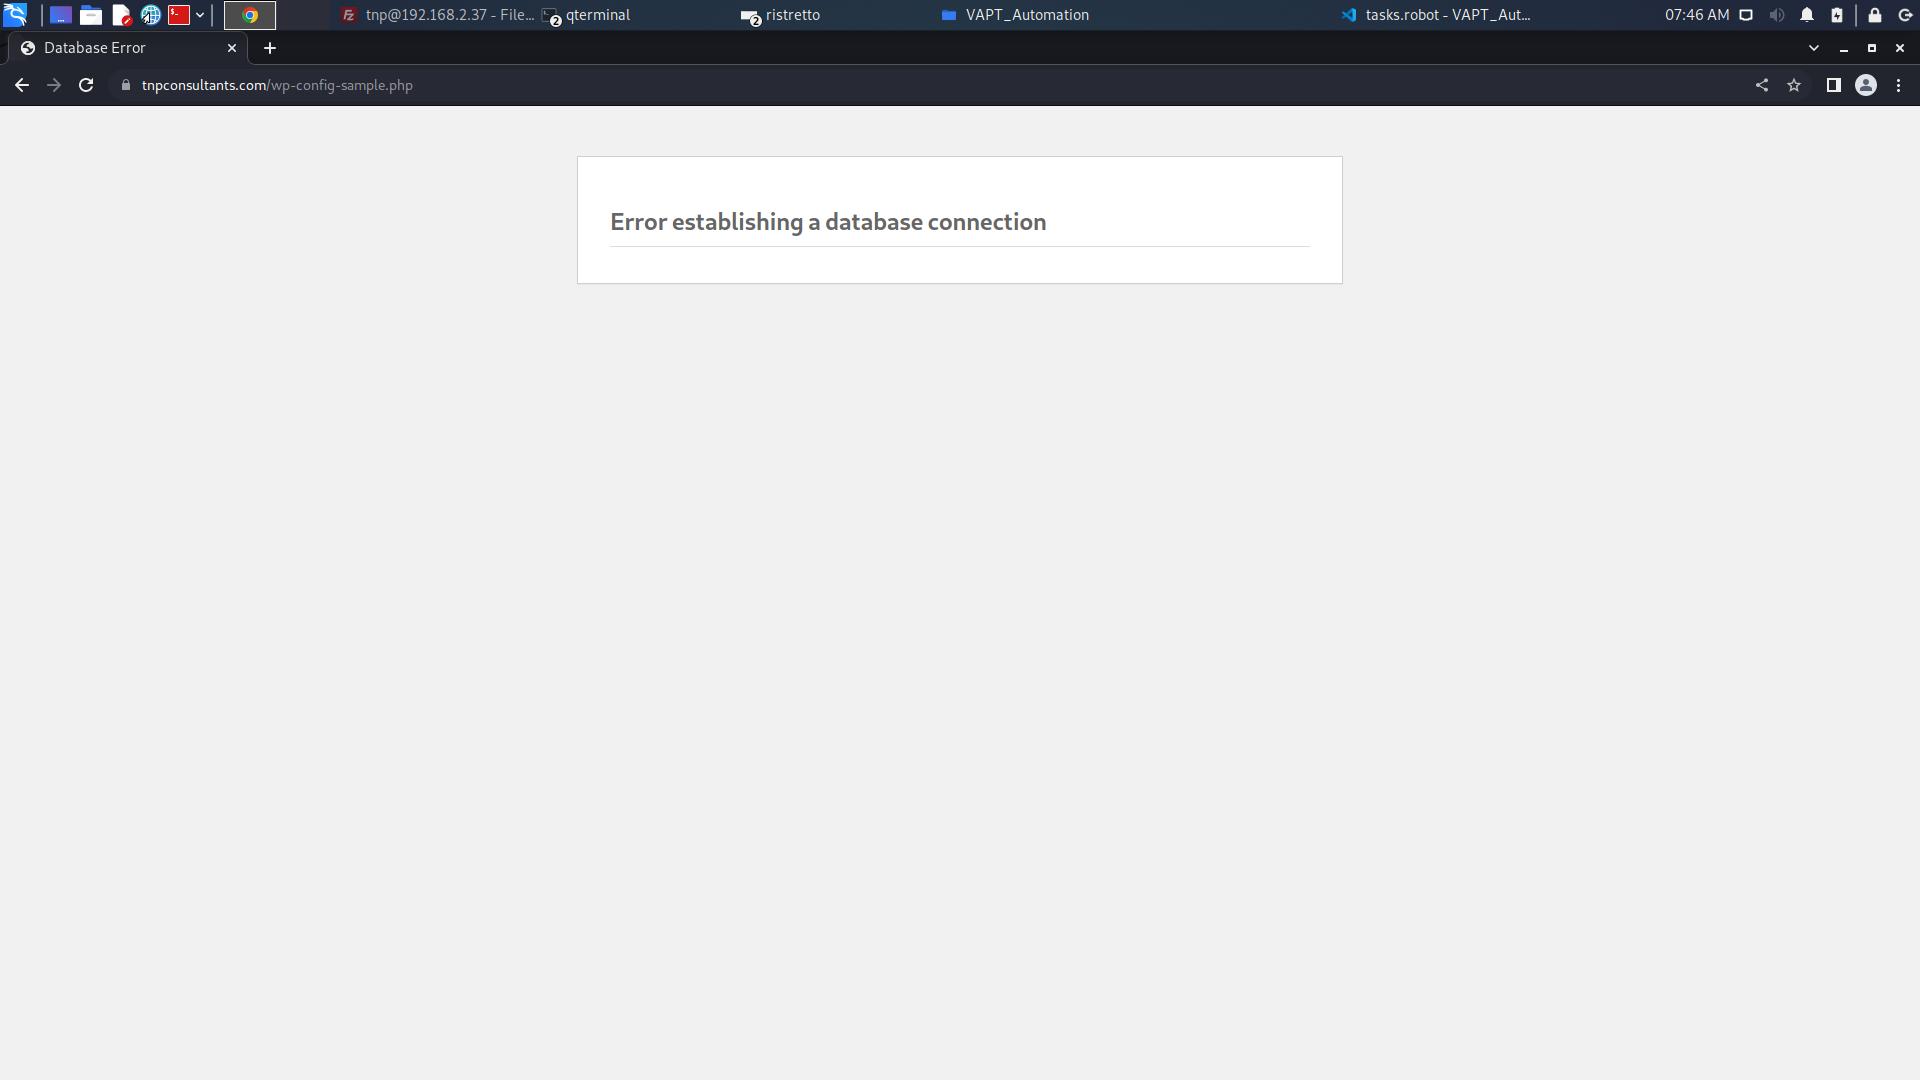 tnp@192.168.2.37 - File...
2 qterminal
2 ristretto
VAPT_Automation
tasks.robot - VAPT_Aut...
07:46 AM
Database Error
tnpconsultants.com/wp-config-sample.php
Error establishing a database connection